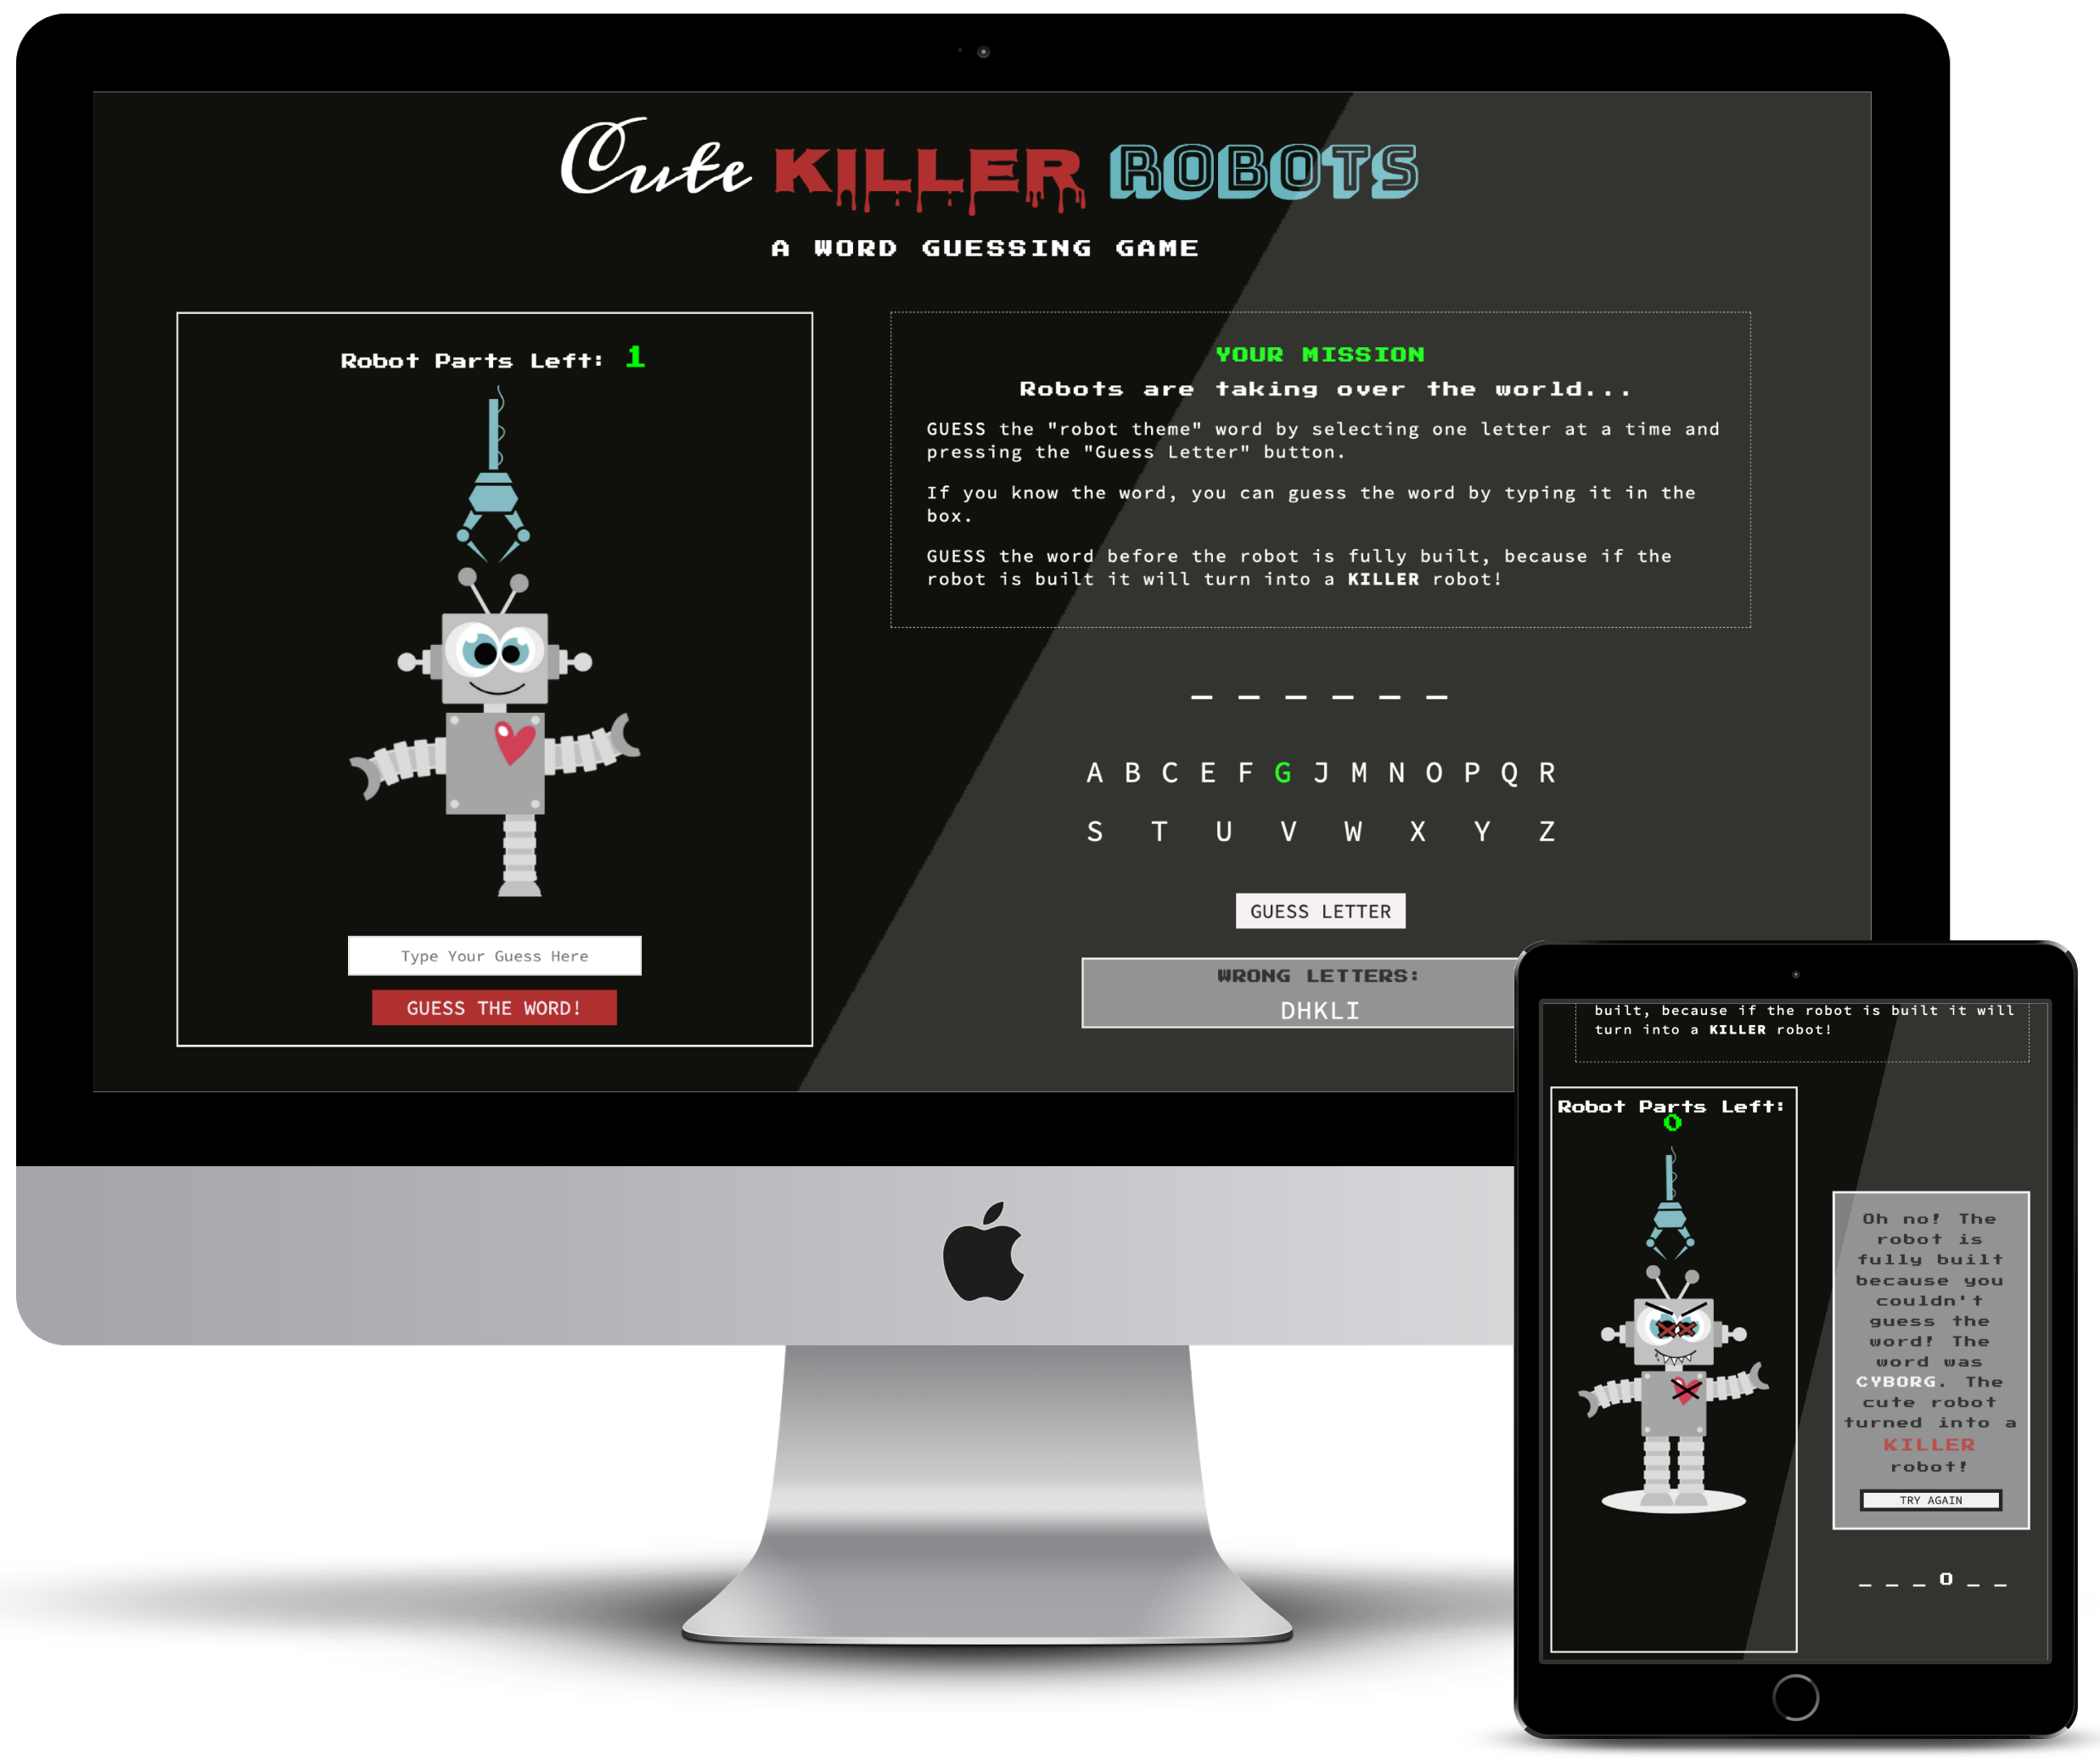 Cute KILLER ROBOTS
A WORD GUESSING GAME
Robot Parts Left: 1
Type Your Guess Here
GUESS THE WORD!
YOUR MISSION
Robots are taking over the world...
GUESS the "robot theme" word by selecting one letter at a time and
pressing the "Guess Letter" button.
If you know the word, you can guess the word by typing it in the
box.
GUESS the word before the robot is fully built, because if the
robot is built it will turn into a KILLER robot!
_ _ _ _ _ _
A B C E F G J M N O P Q R
S T U V W X Y Z
GUESS LETTER
WRONG LETTERS:
DHKLI
built, because if the robot is built it will
turn into a KILLER robot!
Robot Parts Left:
0
Oh no! The
robot is
fully built
because you
couldn't
guess the
word! The
word was
CYBORG. The
cute robot
turned into a
KILLER
robot!
TRY AGAIN
_ _ _ O _ _